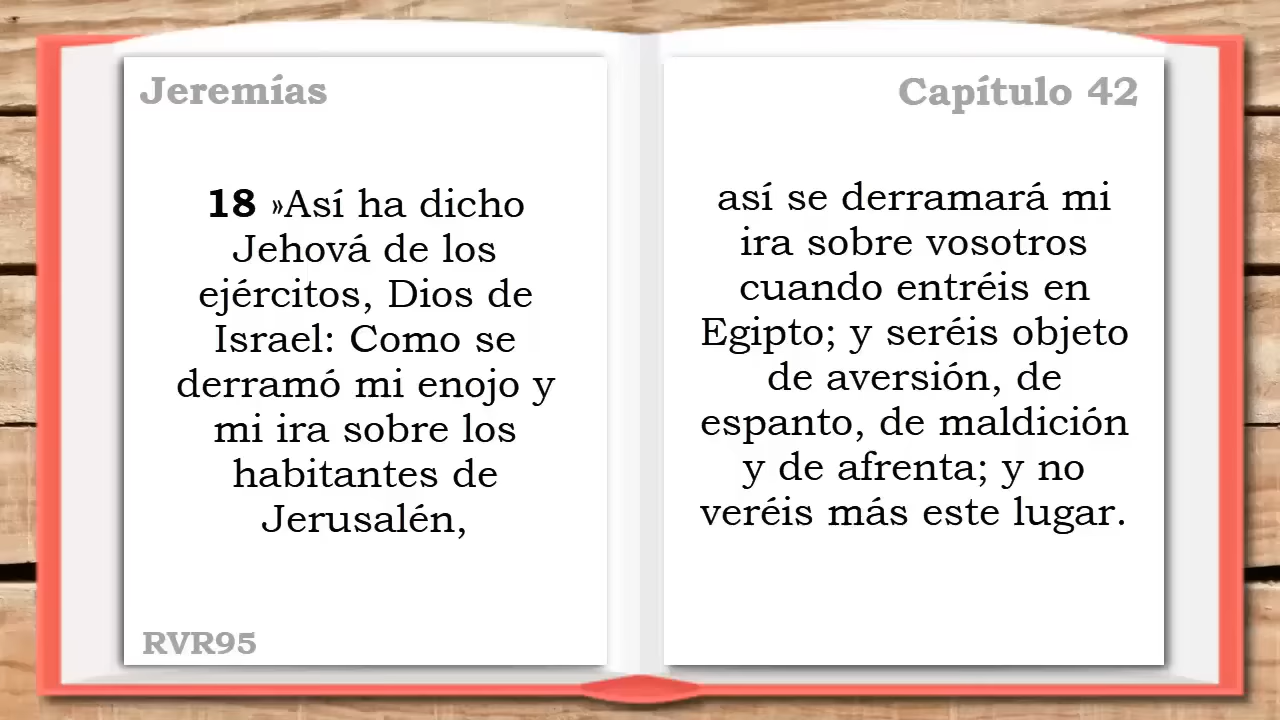 Jeremías
18 »Así ha dicho
Jehová de los
ejércitos, Dios de
Israel: Como se
derramó mi enojo y
mi ira sobre los
habitantes de
Jerusalén,
RVR95
Capítulo 42
así se derramará mi
ira sobre vosotros
cuando entréis en
Egipto; y seréis objeto
de aversión, de
espanto, de maldición
y de afrenta; y no
veréis más este lugar.